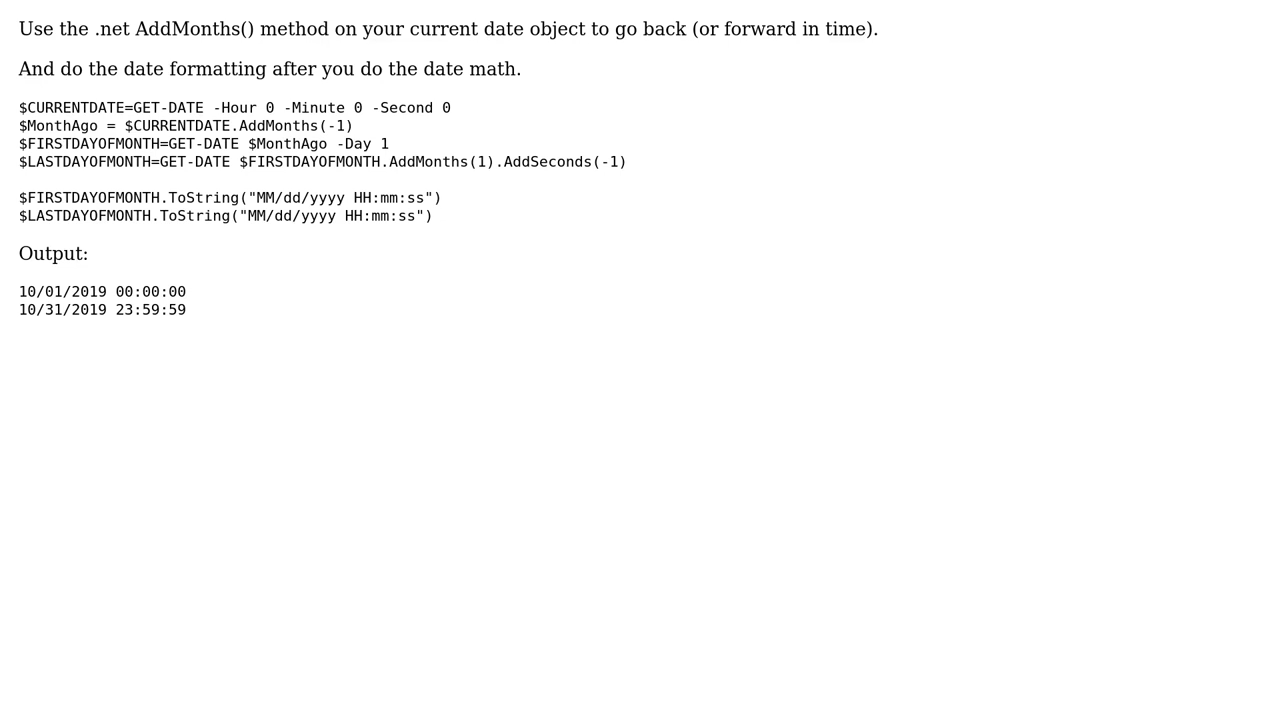 Use the .net AddMonths() method on your current date object to go back (or forward in time).
And do the date formatting after you do the date math.
$CURRENTDATE=GET-DATE -Hour 0 -Minute 0 -Second 0
$MonthAgo = $CURRENTDATE.AddMonths(-1)
$FIRSTDAYOFMONTH=GET-DATE $MonthAgo -Day 1
$LASTDAYOFMONTH=GET-DATE $FIRSTDAYOFMONTH.AddMonths(1).AddSeconds(-1)
$FIRSTDAYOFMONTH.ToString("MM/dd/yyyy HH:mm:ss")
$LASTDAYOFMONTH.ToString("MM/dd/yyyy HH:mm:ss")
Output:
10/01/2019 00:00:00
10/31/2019 23:59:59